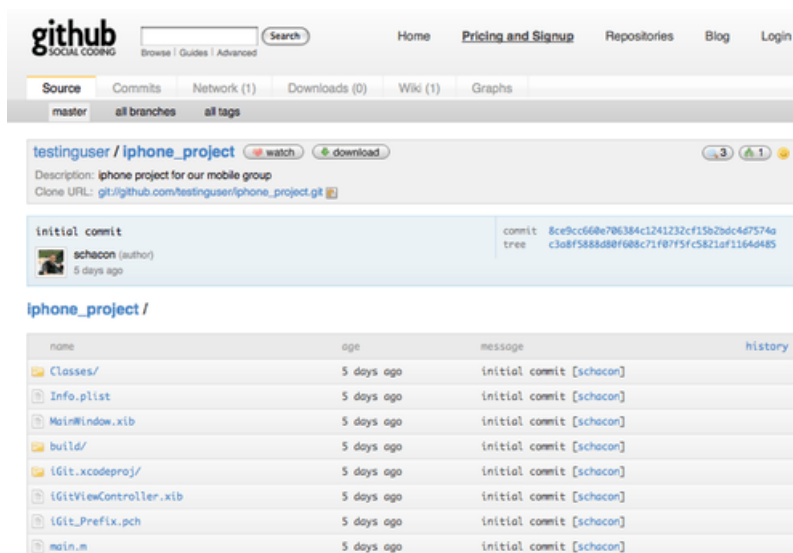 github
SOCIAL CODING
Search
Browse | Guides | Advanced
Home Pricing and Signup Repositories Blog Login
Source Commits Network (1) Downloads (0) Wiki (1) Graphs
master all branches all tags
testinguser / iphone_project watch download 3 1
Description: iphone project for our mobile group
Clone URL: git://github.com/testinguser/iphone_project.git
initial commit
schacon (author)
5 days ago
commit 8ce9cc660e706384c1241232cf15b2bdc4d7574a
tree c3a8f5888d80f608c71f07f5fc5821af1164d485
iphone_project /
name age message history
Classes/ 5 days ago initial commit [schacon]
Info.plist 5 days ago initial commit [schacon]
MainWindow.xib 5 days ago initial commit [schacon]
build/ 5 days ago initial commit [schacon]
iGit.xcodeproj/ 5 days ago initial commit [schacon]
iGitViewController.xib 5 days ago initial commit [schacon]
iGit_Prefix.pch 5 days ago initial commit [schacon]
main.m 5 days ago initial commit [schacon]